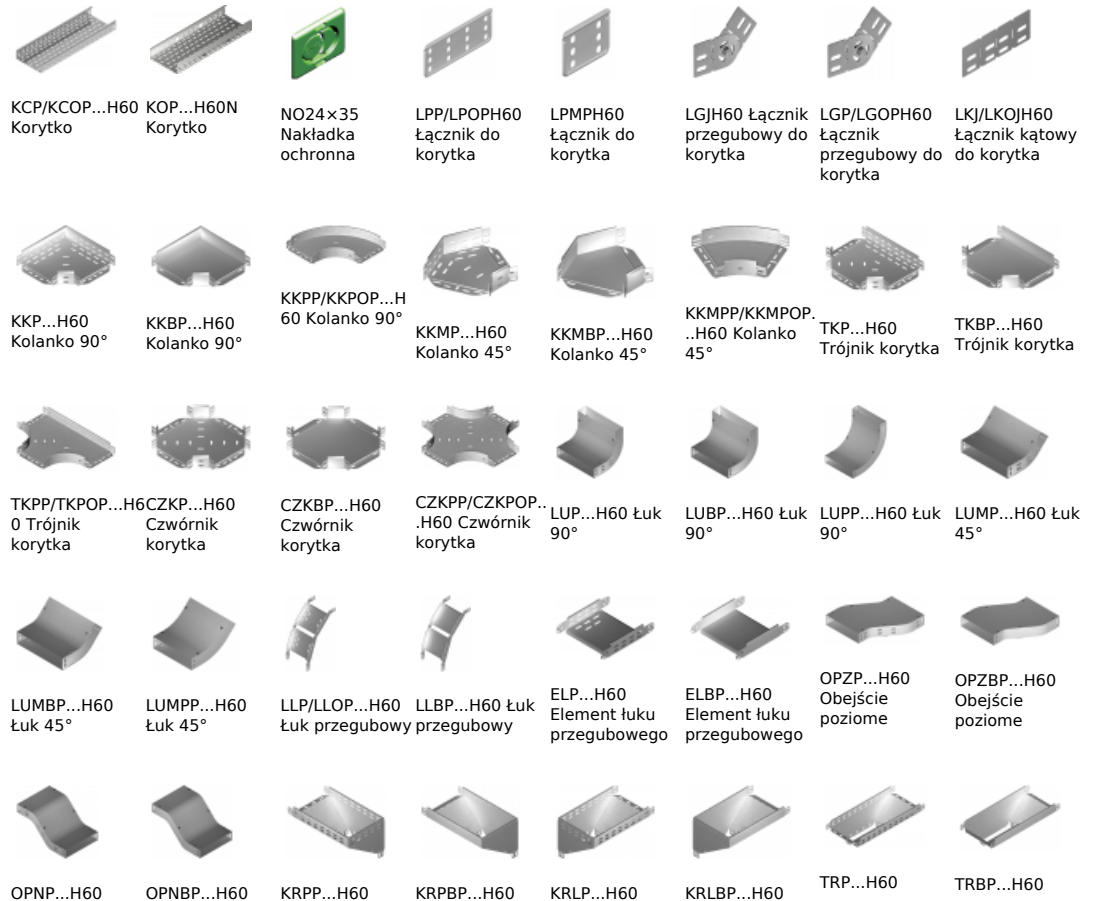 KCP/KCOP...H60
Korytko
KOP...H60N
Korytko
NO24×35
Nakładka
ochronna
LPP/LPOPH60
Łącznik do
korytka
LPMPH60
Łącznik do
korytka
LGJH60 Łącznik
przegubowy do
korytka
LGP/LGOPH60
Łącznik
przegubowy do
korytka
LKJ/LKOJH60
Łącznik kątowy
do korytka
KKP...H60
Kolanko 90°
KKBP...H60
Kolanko 90°
KKPP/KKPOP...H
60 Kolanko 90°
KKMP...H60
Kolanko 45°
KKMBP...H60
Kolanko 45°
KKMPP/KKMPOP.
..H60 Kolanko
45°
TKP...H60
Trójnik korytka
TKBP...H60
Trójnik korytka
TKPP/TKPOP...H6
0 Trójnik
korytka
CZKP...H60
Czwórnik
korytka
CZKBP...H60
Czwórnik
korytka
CZKPP/CZKPOP..
.H60 Czwórnik
korytka
LUP...H60 Łuk
90°
LUBP...H60 Łuk
90°
LUPP...H60 Łuk
90°
LUMP...H60 Łuk
45°
LUMBP...H60
Łuk 45°
LUMPP...H60
Łuk 45°
LLP/LLOP...H60
Łuk przegubowy
LLBP...H60 Łuk
przegubowy
ELP...H60
Element łuku
przegubowego
ELBP...H60
Element łuku
przegubowego
OPZP...H60
Obejście
poziome
OPZBP...H60
Obejście
poziome
OPNP...H60
OPNBP...H60
KRPP...H60
KRPBP...H60
KRLP...H60
KRLBP...H60
TRP...H60
TRBP...H60